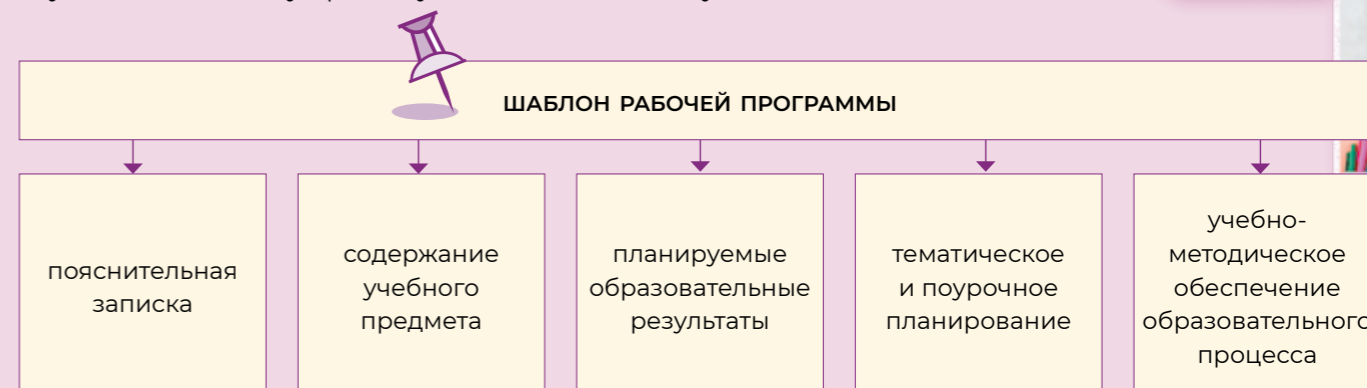 ШАБЛОН РАБОЧЕЙ ПРОГРАММЫ
пояснительная
записка
содержание
учебного
предмета
планируемые
образовательные
результаты
тематическое
и поурочное
планирование
учебно-
методическое
обеспечение
образовательного
процесса